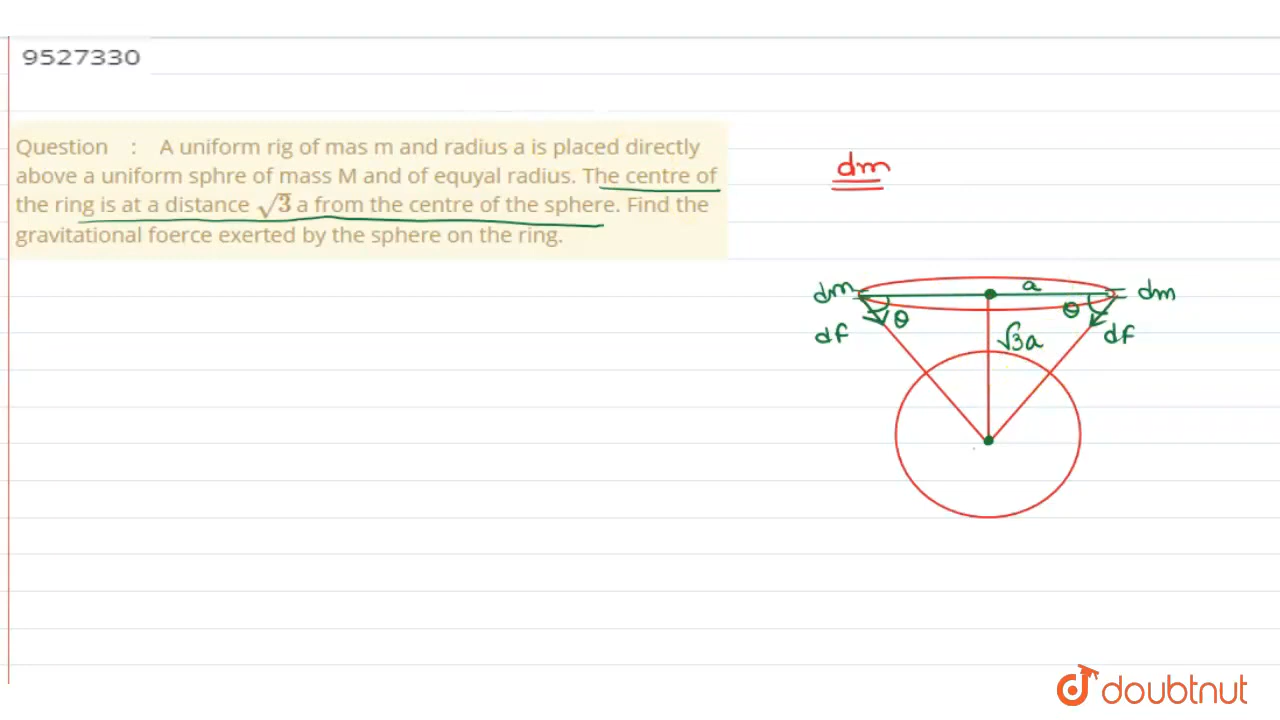 9527330
Question : A uniform rig of mas m and radius a is placed directly
above a uniform sphre of mass M and of equyal radius. The centre of
the ring is at a distance √3 a from the centre of the sphere. Find the
gravitational foerce exerted by the sphere on the ring.
dm
dm
a
dm
θ
θ
df
√3a
df
doubtnut